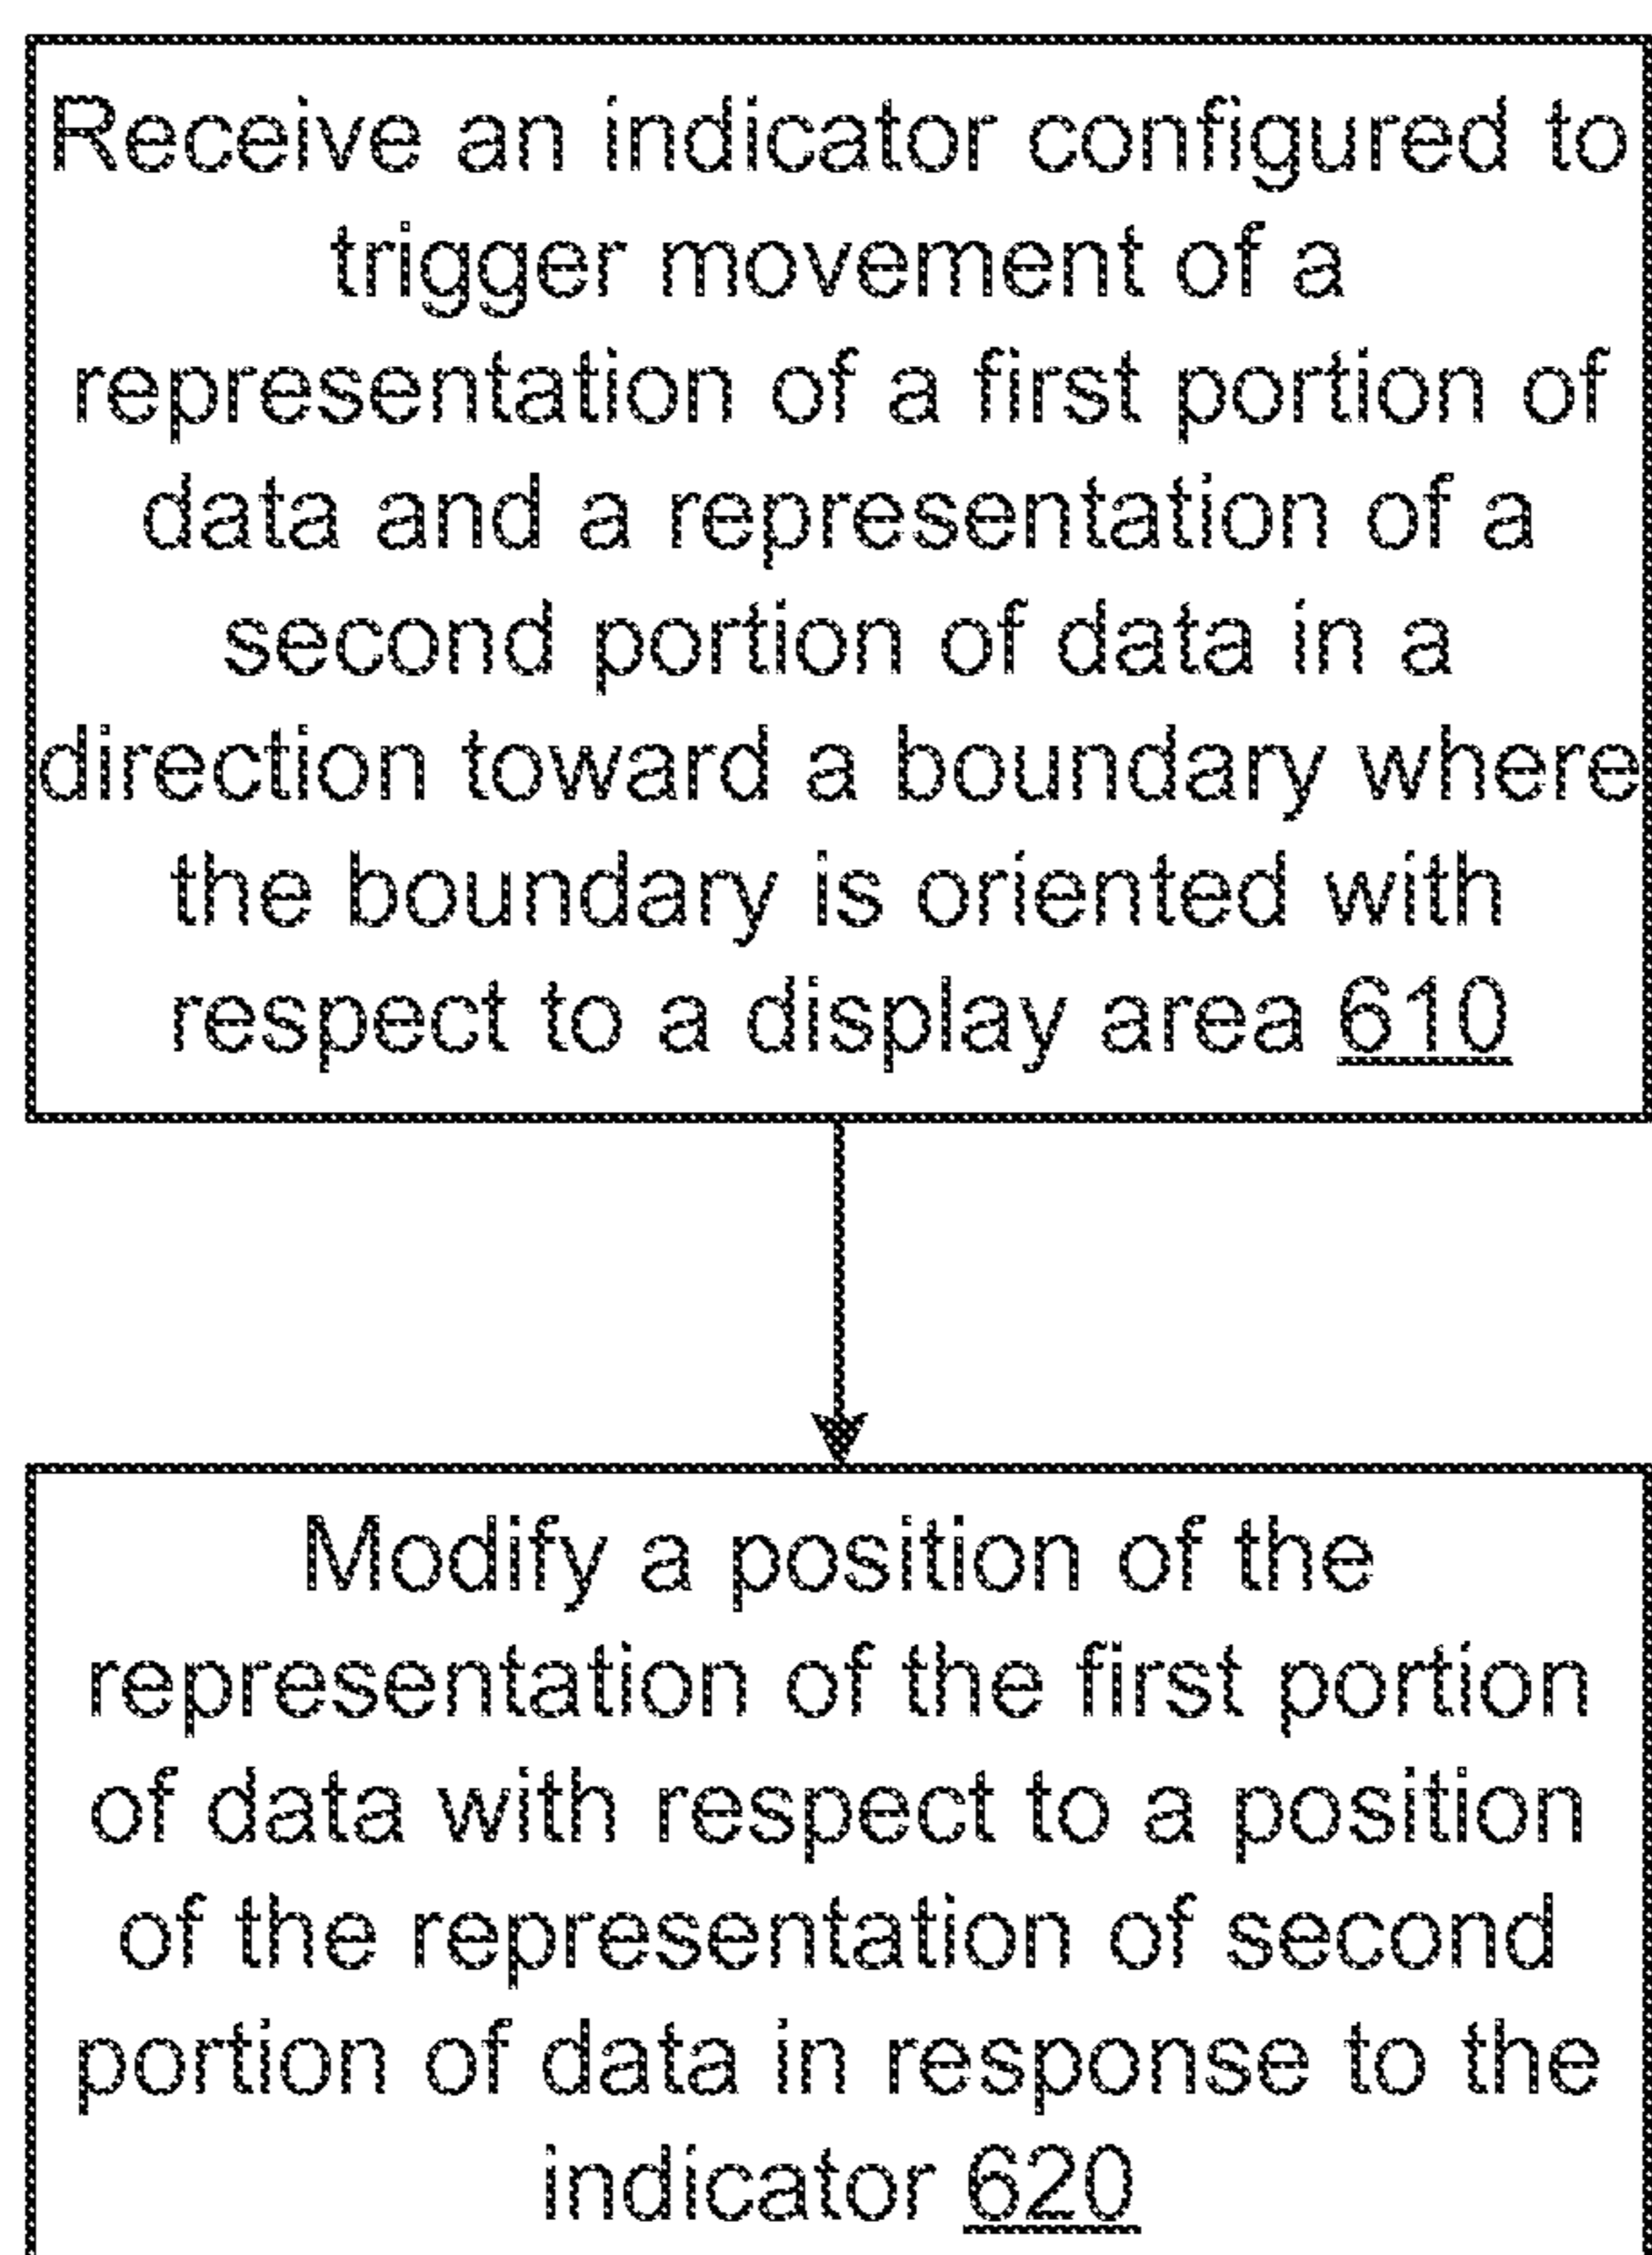 Receive an indicator configured to
trigger movement of a
representation of a first portion of
data and a representation of a
second portion of data in a
direction toward a boundary where
the boundary is oriented with
respect to a display area 610
Modify a position of the
representation of the first portion
of data with respect to a position
of the representation of second
portion of data in response to the
indicator 620